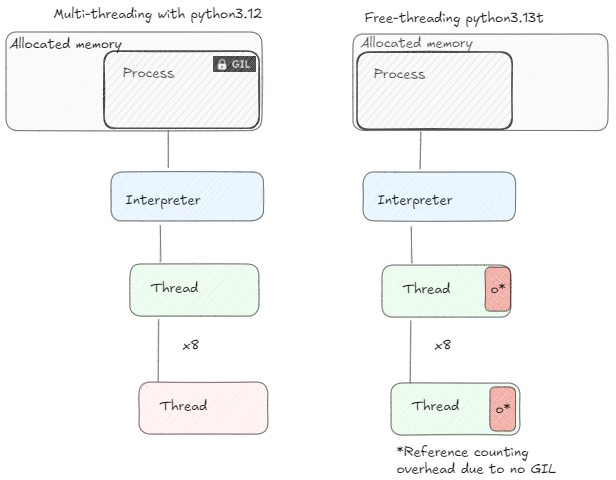 Multi-threading with python3.12
Allocated memory
Process
GIL
Interpreter
Thread
x8
Thread
Free-threading python3.13t
Allocated memory
Process
Interpreter
Thread
o*
x8
Thread
o*
*Reference counting
overhead due to no GIL